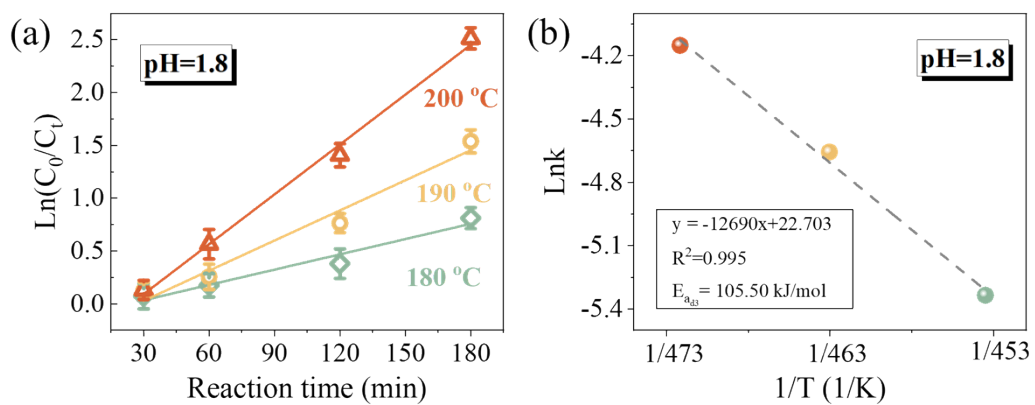 (a)
pH=1.8
200 °C
190 °C
180 °C
Ln(C₀/Cₜ)
2.5
2.0
1.5
1.0
0.5
0.0
30
60
120
180
Reaction time (min)
(b)
pH=1.8
Lnk
-4.2
-4.5
-4.8
-5.1
-5.4
y = -12690x+22.703
R²=0.995
E_a_d3 = 105.50 kJ/mol
1/473
1/463
1/453
1/T (1/K)